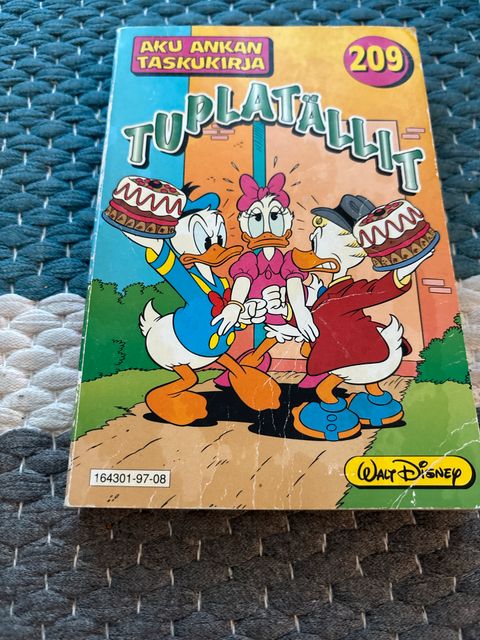 AKU ANKAN
TASKUKIRJA
209
TUPLATÄLLIT
164301-97-08
WALT DISNEY